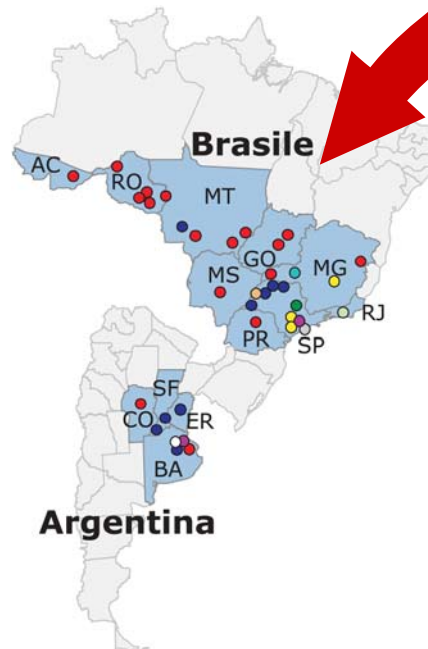 Brasile
AC
RO
MT
GO
MS
MG
RJ
SP
PR
SF
CO
ER
BA
Argentina